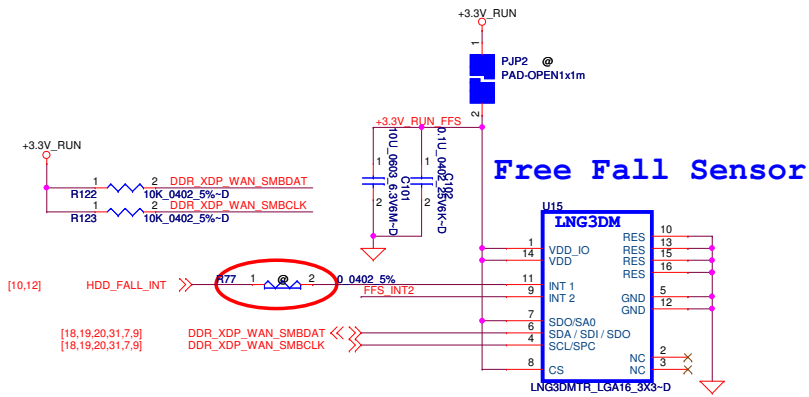 +3.3V_RUN
1
PJP2 @
PAD-OPEN1x1m
2
+3.3V_RUN_FFS
+3.3V_RUN
1 2 DDR_XDP_WAN_SMBDAT
R122 10K_0402_5%~D
1 2 DDR_XDP_WAN_SMBCLK
R123 10K_0402_5%~D
1
2
C101
10U_0603_6.3V6M~D
1
2
C102
0.1U_0402_25V6K~D
Free Fall Sensor
U15
LNG3DM
1 VDD_IO
14 VDD
11 INT 1
9 INT 2
7 SDO/SA0
6 SDA / SDI / SDO
4 SCL/SPC
8 CS
RES 10
RES 13
RES 15
RES 16
GND 5
GND 12
NC 2
NC 3
LNG3DMTR_LGA16_3X3~D
[10,12] HDD_FALL_INT
R77 1 @ 2 0_0402_5%
FFS_INT2
[18,19,20,31,7,9] DDR_XDP_WAN_SMBDAT
[18,19,20,31,7,9] DDR_XDP_WAN_SMBCLK